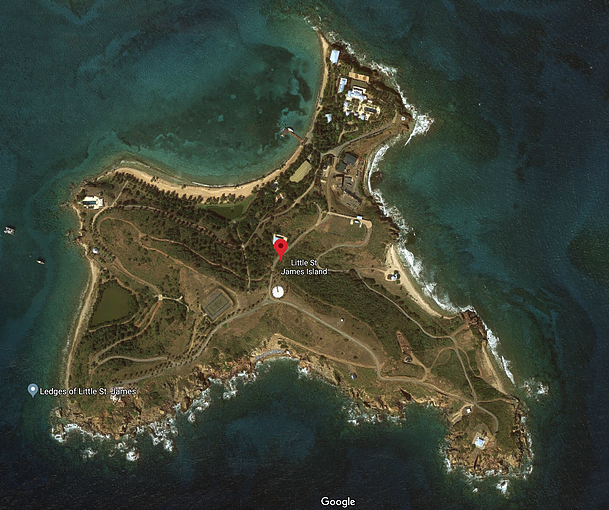 Little St.
James Island
Ledges of Little St. James
Google